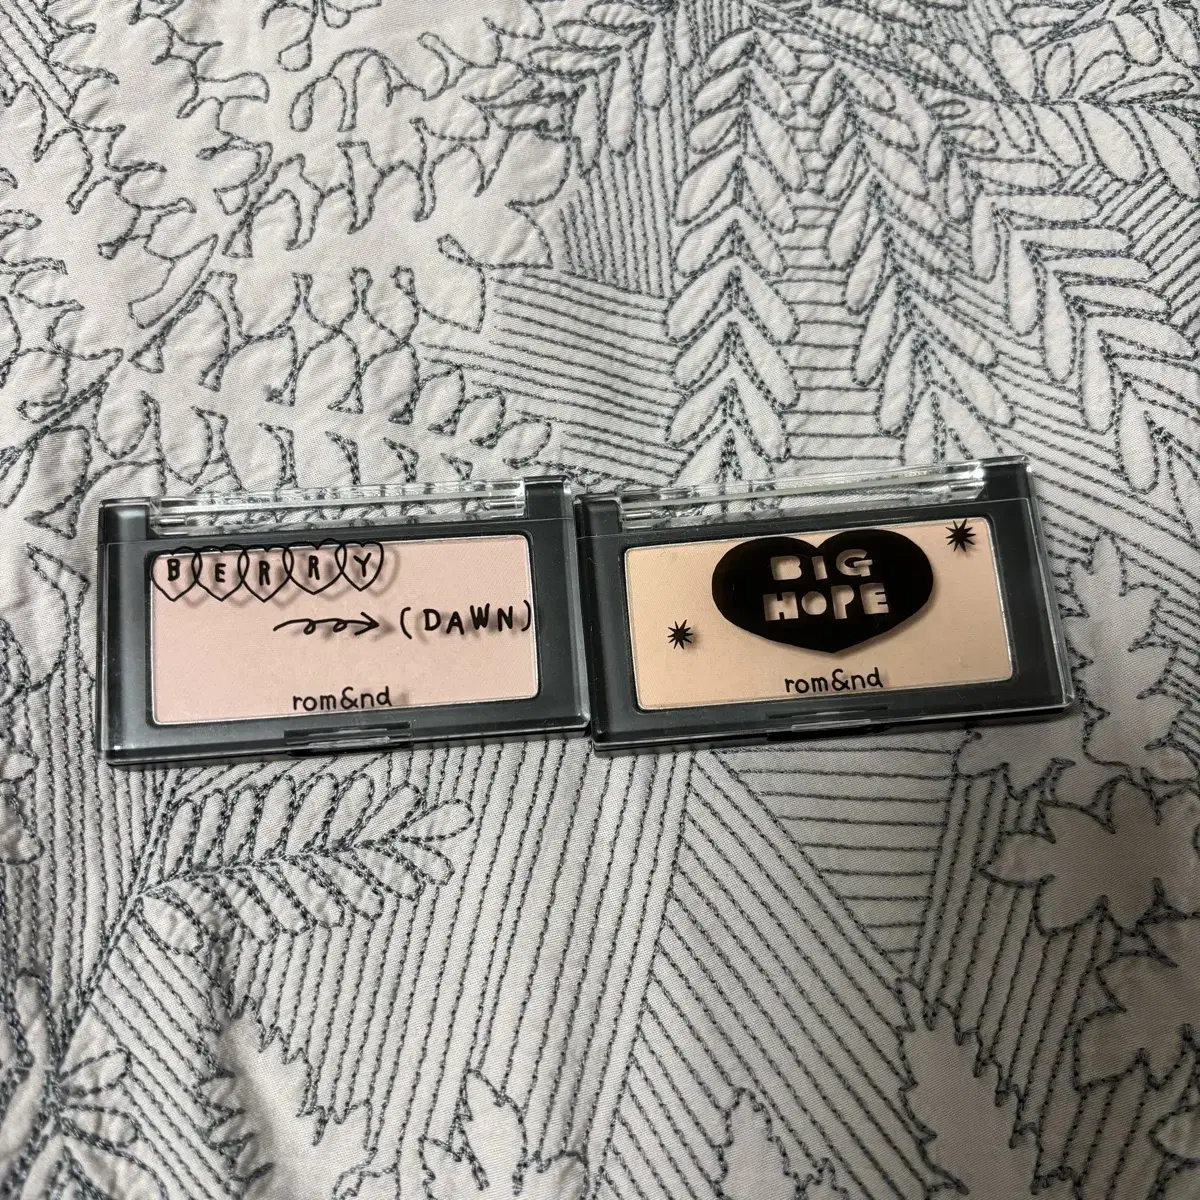 BERRY
(DAWN)
rom&nd
BIG
HOPE
rom&nd